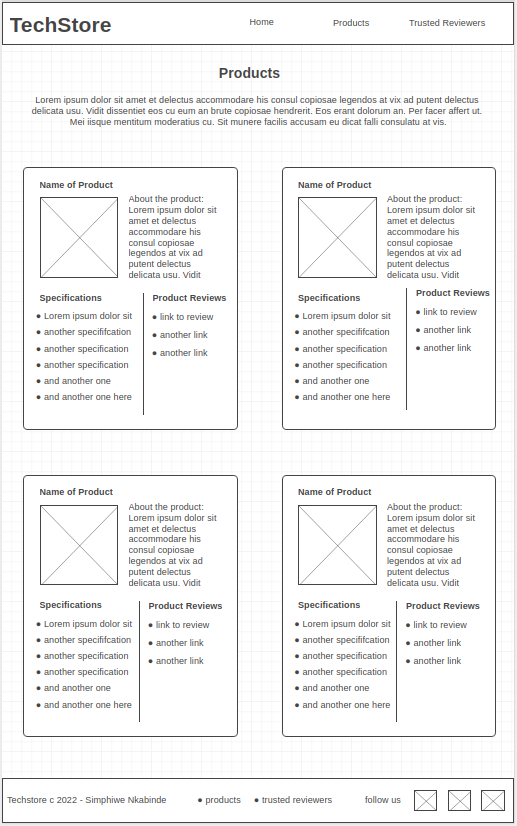 TechStore
Home
Products
Trusted Reviewers
Products
Lorem ipsum dolor sit amet et delectus accommodare his consul copiosae legendos at vix ad putent delectus
delicata usu. Vidit dissentiet eos cu eum an brute copiosae hendrerit. Eos erant dolorum an. Per facer affert ut.
Mei iisque mentitum moderatius cu. Sit munere facilis accusam eu dicat falli consulatu at vis.
Name of Product
About the product:
Lorem ipsum dolor sit
amet et delectus
accommodare his
consul copiosae
legendos at vix ad
putent delectus
delicata usu. Vidit
Specifications
● Lorem ipsum dolor sit
● another specififcation
● another specification
● another specification
● and another one
● and another one here
Product Reviews
● link to review
● another link
● another link
Name of Product
About the product:
Lorem ipsum dolor sit
amet et delectus
accommodare his
consul copiosae
legendos at vix ad
putent delectus
delicata usu. Vidit
Specifications
● Lorem ipsum dolor sit
● another specififcation
● another specification
● another specification
● and another one
● and another one here
Product Reviews
● link to review
● another link
● another link
Name of Product
About the product:
Lorem ipsum dolor sit
amet et delectus
accommodare his
consul copiosae
legendos at vix ad
putent delectus
delicata usu. Vidit
Specifications
● Lorem ipsum dolor sit
● another specififcation
● another specification
● another specification
● and another one
● and another one here
Product Reviews
● link to review
● another link
● another link
Name of Product
About the product:
Lorem ipsum dolor sit
amet et delectus
accommodare his
consul copiosae
legendos at vix ad
putent delectus
delicata usu. Vidit
Specifications
● Lorem ipsum dolor sit
● another specififcation
● another specification
● another specification
● and another one
● and another one here
Product Reviews
● link to review
● another link
● another link
Techstore c 2022 - Simphiwe Nkabinde
● products
● trusted reviewers
follow us